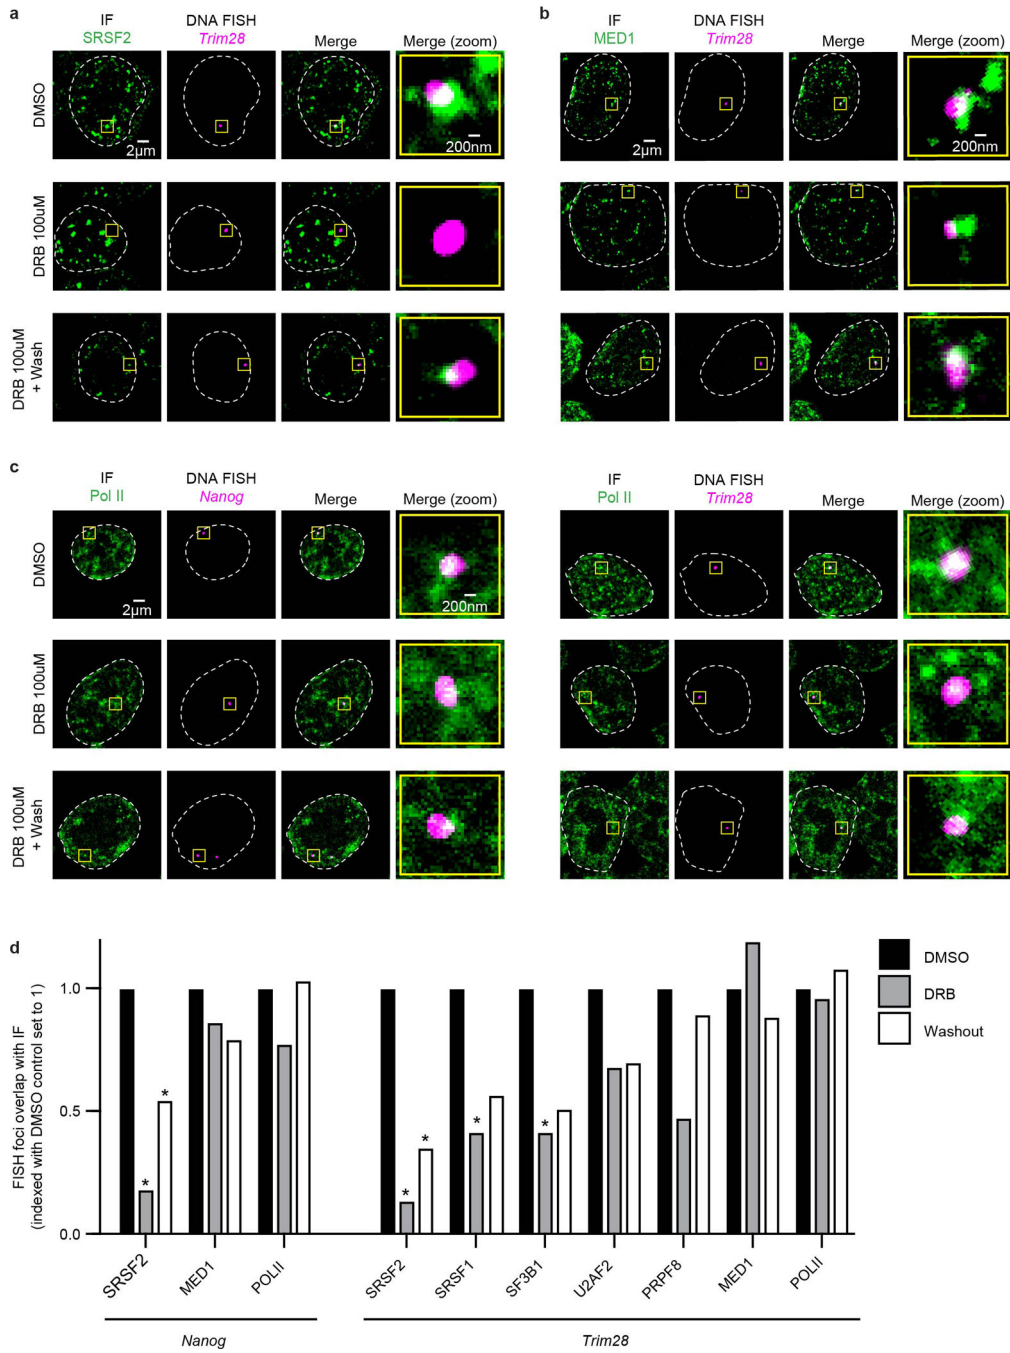 a
IF
SRSF2
DNA FISH
Trim28
Merge
Merge (zoom)
DMSO
2μm
200nm
DRB 100uM
DRB 100uM
+ Wash
b
IF
MED1
DNA FISH
Trim28
Merge
Merge (zoom)
2μm
200nm
c
IF
Pol II
DNA FISH
Nanog
Merge
Merge (zoom)
DMSO
2μm
200nm
DRB 100uM
DRB 100uM
+ Wash
IF
Pol II
DNA FISH
Trim28
Merge
Merge (zoom)
d
FISH foci overlap with IF
(indexed with DMSO control set to 1)
1.0
0.5
0.0
*
*
*
*
*
*
SRSF2
MED1
POLII
SRSF2
SRSF1
SF3B1
U2AF2
PRPF8
MED1
POLII
Nanog
Trim28
DMSO
DRB
Washout